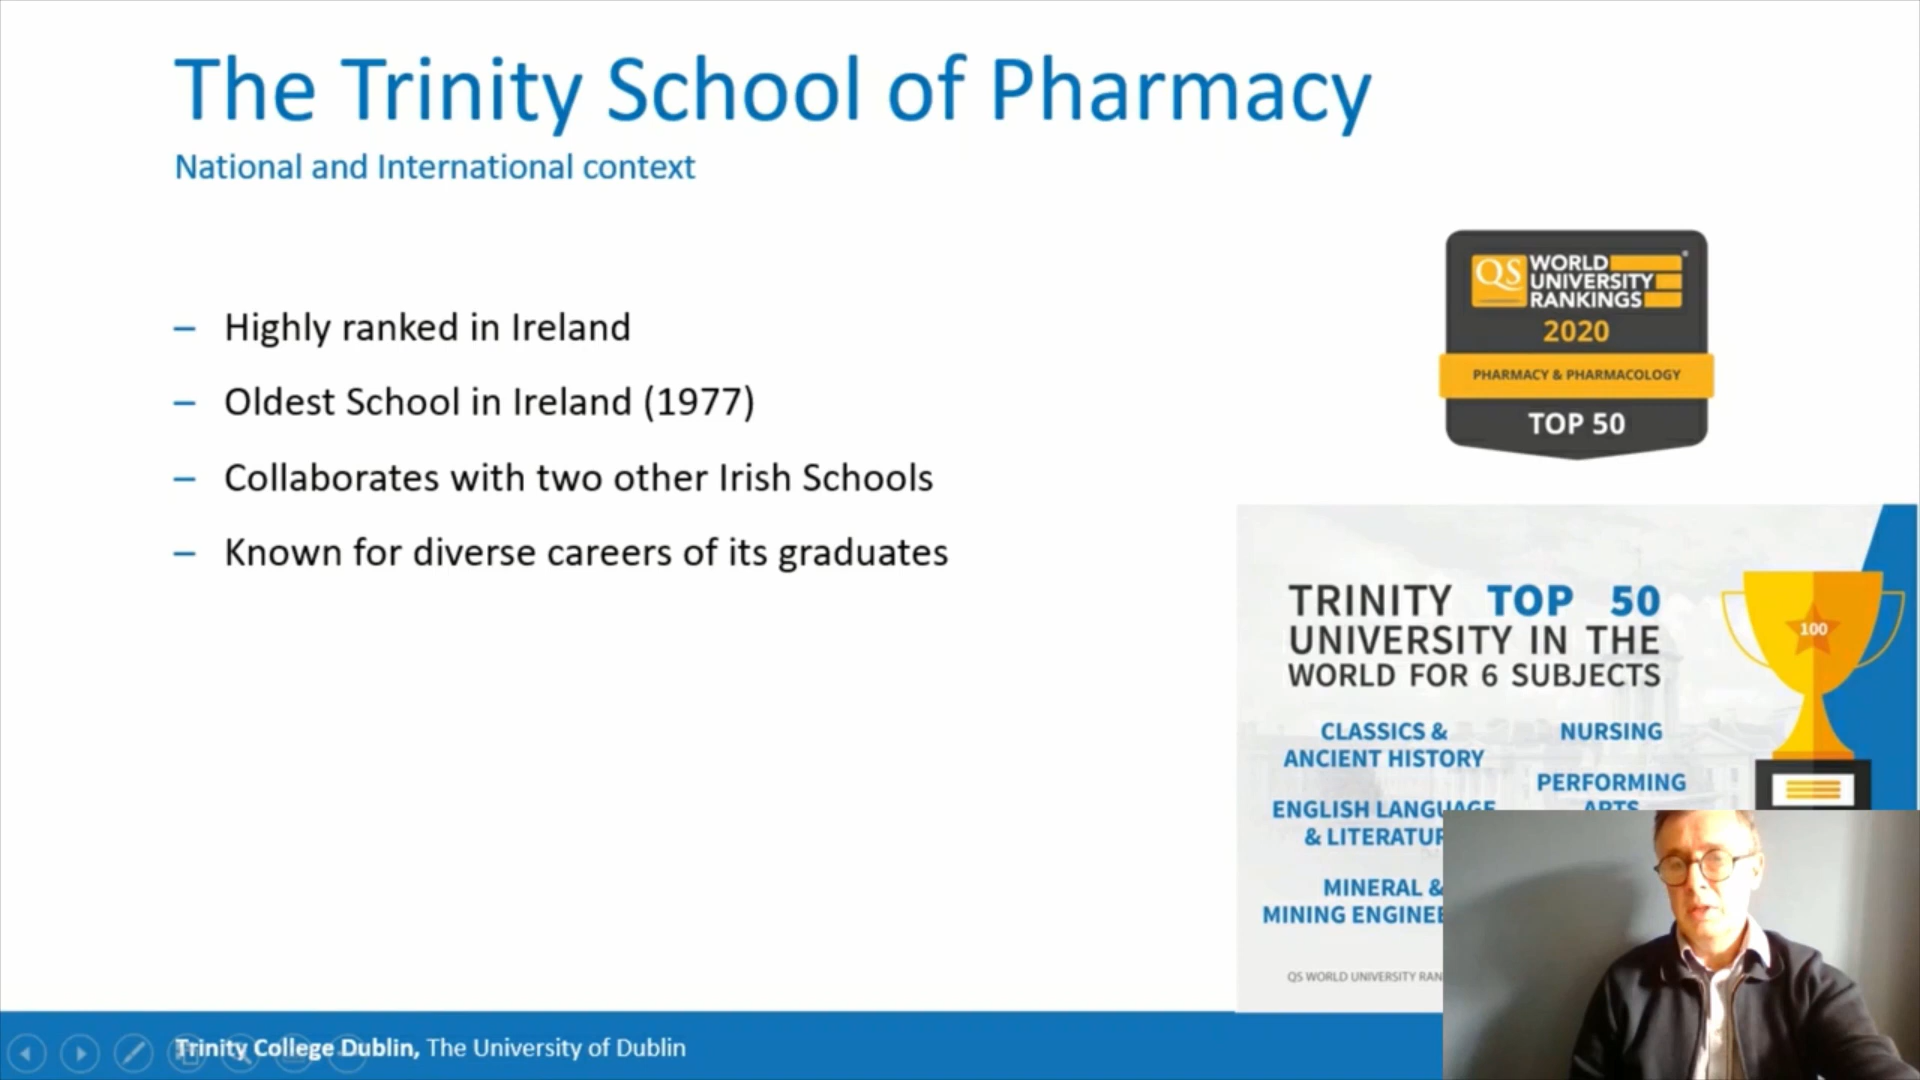 The Trinity School of Pharmacy
National and International context
– Highly ranked in Ireland
– Oldest School in Ireland (1977)
– Collaborates with two other Irish Schools
– Known for diverse careers of its graduates
QS WORLD
UNIVERSITY
RANKINGS
2020
PHARMACY & PHARMACOLOGY
TOP 50
TRINITY TOP 50
UNIVERSITY IN THE
WORLD FOR 6 SUBJECTS
100
CLASSICS &
ANCIENT HISTORY
ENGLISH LANGUAGE
& LITERATUR
MINERAL &
MINING ENGINEE
NURSING
PERFORMING
ARTS
QS WORLD UNIVERSITY RAN
Trinity College Dublin, The University of Dublin